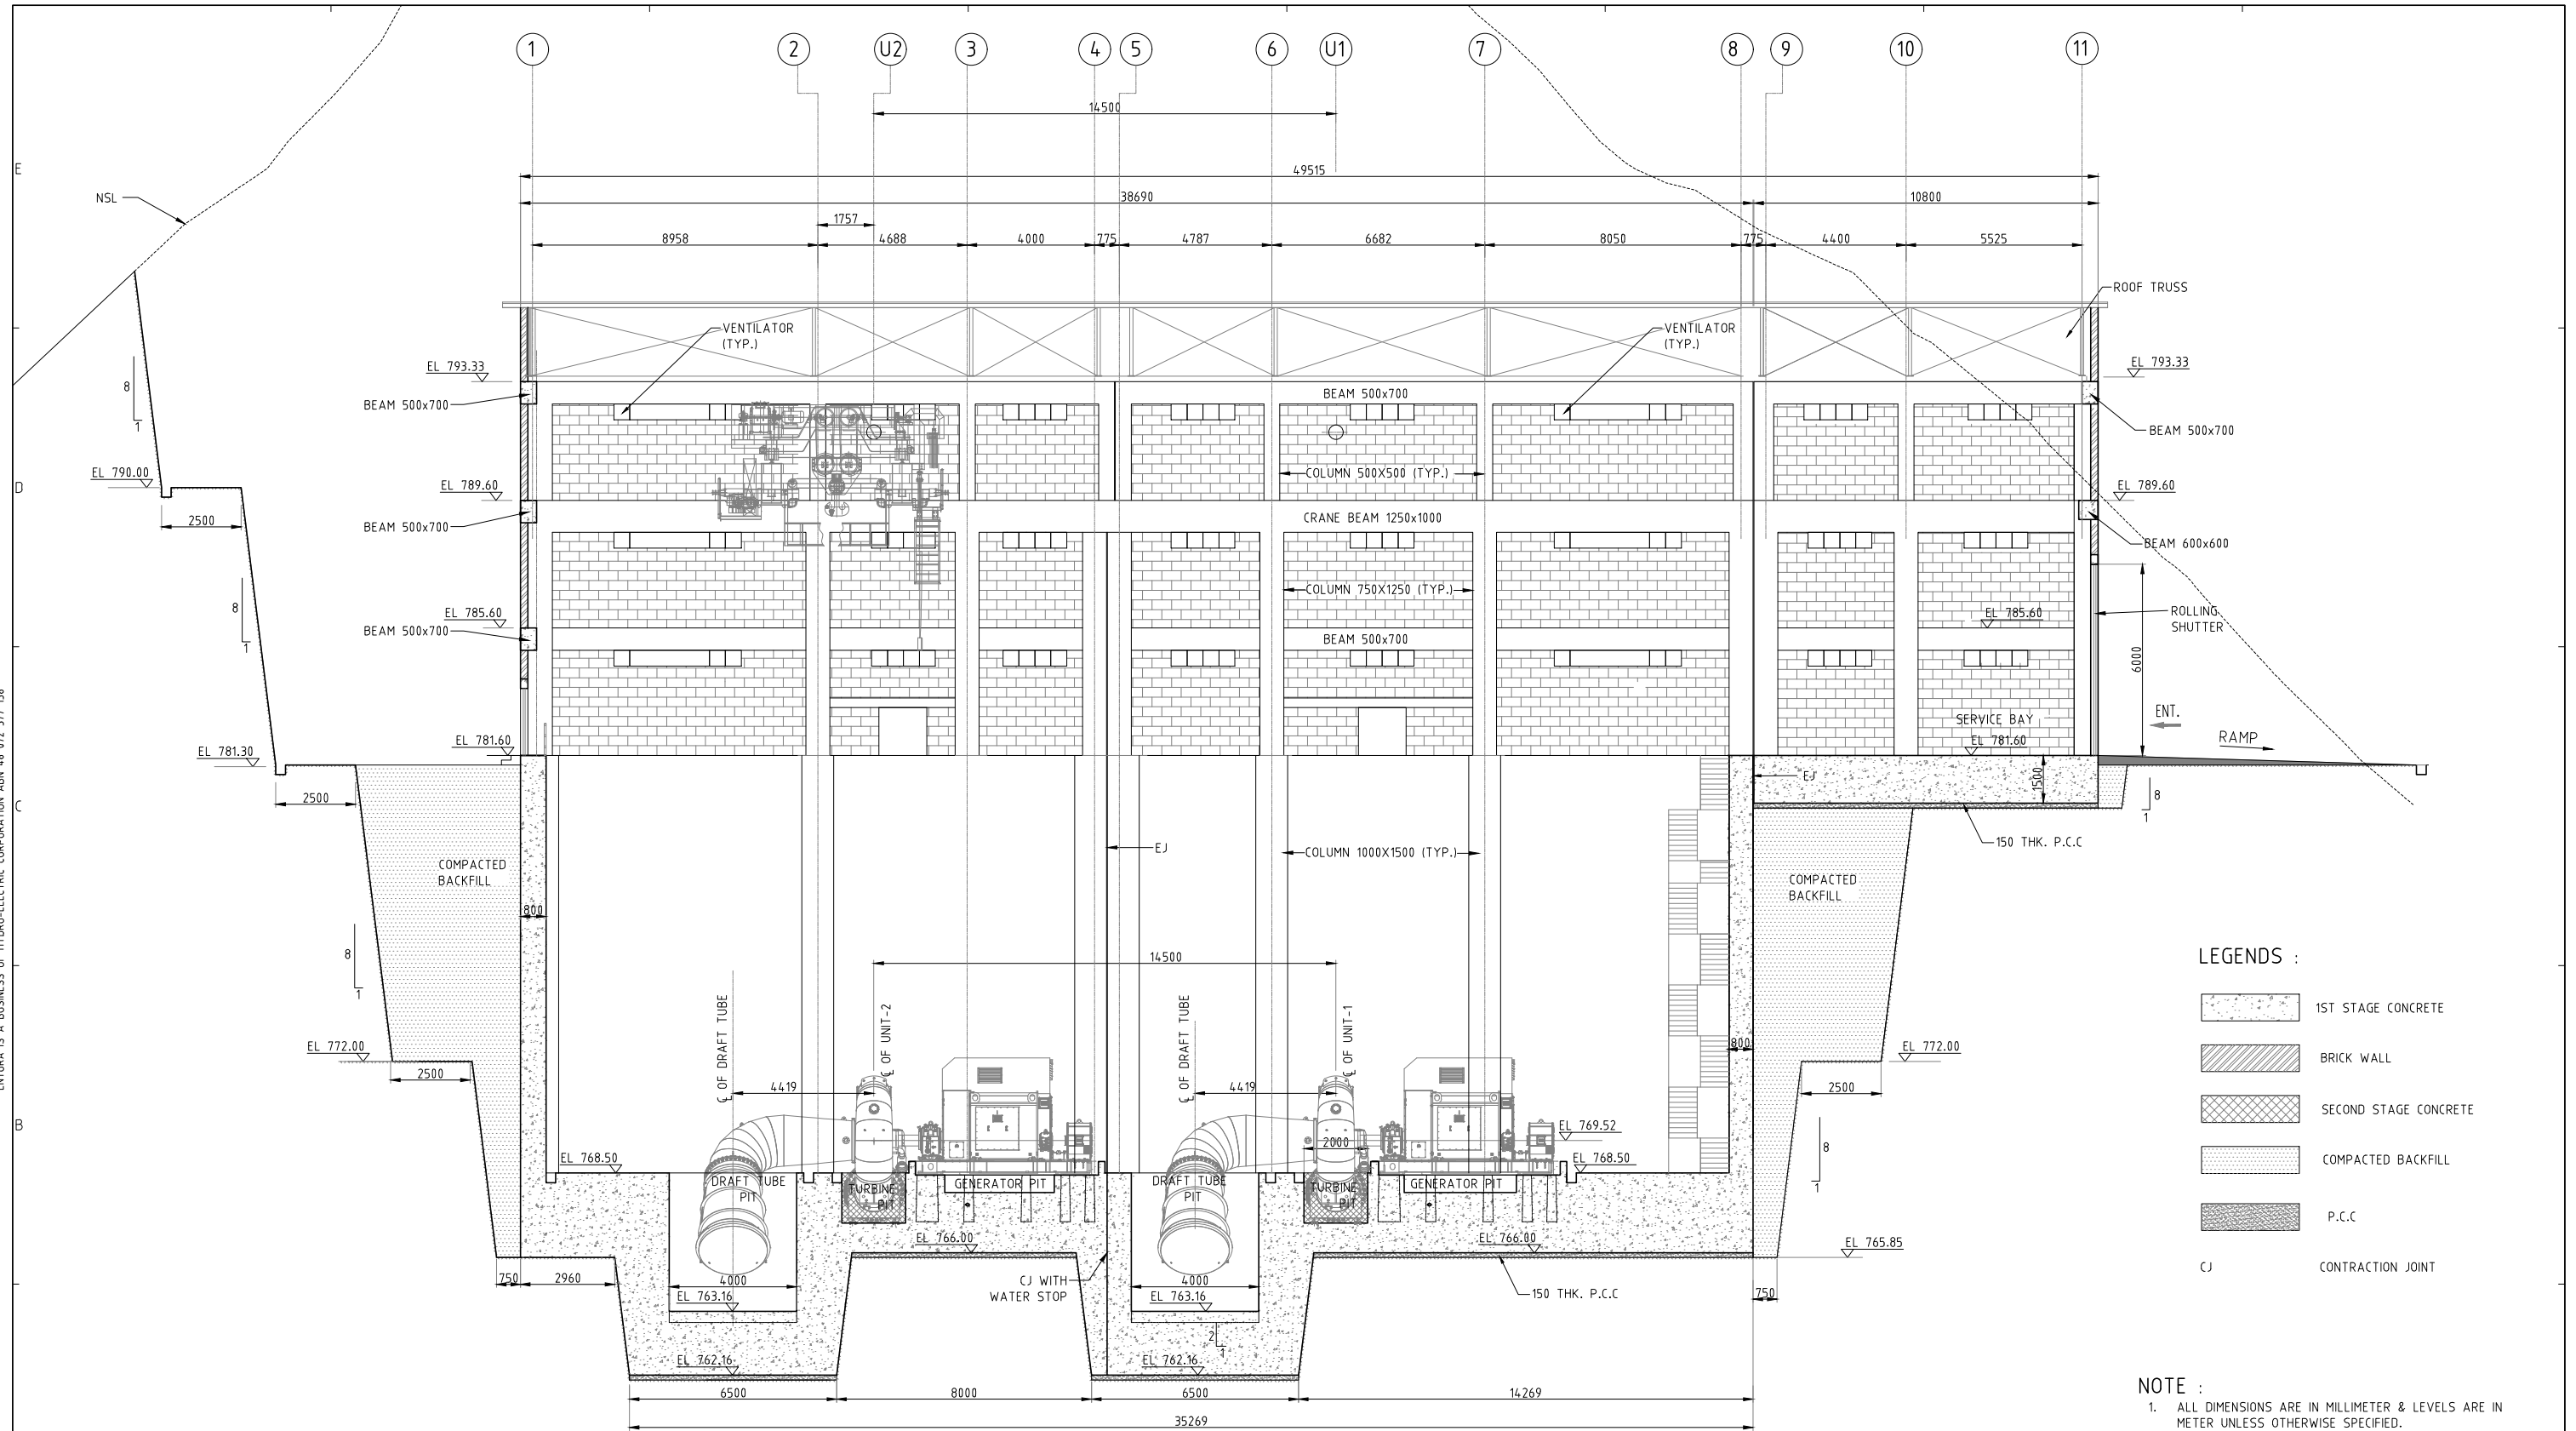 1 2 U2 3 4 5 6 U1 7 8 9 10 11
14500
E
49515
NSL
38690 10800
1757
8958 4688 4000 775 4787 6682 8050 775 4400 5525
ROOF TRUSS
VENTILATOR
(TYP.)
VENTILATOR
(TYP.)
EL 793.33
EL 793.33
8
1
BEAM 500x700
BEAM 500x700
BEAM 500x700
COLUMN 500X500 (TYP.)
EL 790.00
D
EL 789.60
EL 789.60
2500
BEAM 500x700
CRANE BEAM 1250x1000
BEAM 600x600
8
1
COLUMN 750X1250 (TYP.)
EL 785.60
EL 785.60
ROLLING
SHUTTER
BEAM 500x700
BEAM 500x700
6000
SERVICE BAY
ENT.
EL 781.60
EL 781.60
RAMP
EL 781.30
2500
C
EJ
1500
8
1
150 THK. P.C.C
EJ
COLUMN 1000X1500 (TYP.)
COMPACTED
BACKFILL
COMPACTED
BACKFILL
800
8
1
14500
LEGENDS :
1ST STAGE CONCRETE
BRICK WALL
SECOND STAGE CONCRETE
COMPACTED BACKFILL
P.C.C
CJ CONTRACTION JOINT
℄ OF DRAFT TUBE
℄ OF UNIT-2
℄ OF DRAFT TUBE
℄ OF UNIT-1
EL 772.00
2500
800
EL 772.00
2500
4419
4419
B
2000
EL 769.52
8
1
EL 768.50
EL 768.50
DRAFT TUBE
PIT
TURBINE
PIT
GENERATOR PIT
DRAFT TUBE
PIT
TURBINE
PIT
GENERATOR PIT
EL 766.00
EL 766.00
EL 765.85
750 2960
4000
CJ WITH
WATER STOP
4000
150 THK. P.C.C
750
EL 763.16
EL 763.16
2
1
EL 762.16
EL 762.16
6500 8000 6500 14269
35269
NOTE :
1. ALL DIMENSIONS ARE IN MILLIMETER & LEVELS ARE IN
METER UNLESS OTHERWISE SPECIFIED.